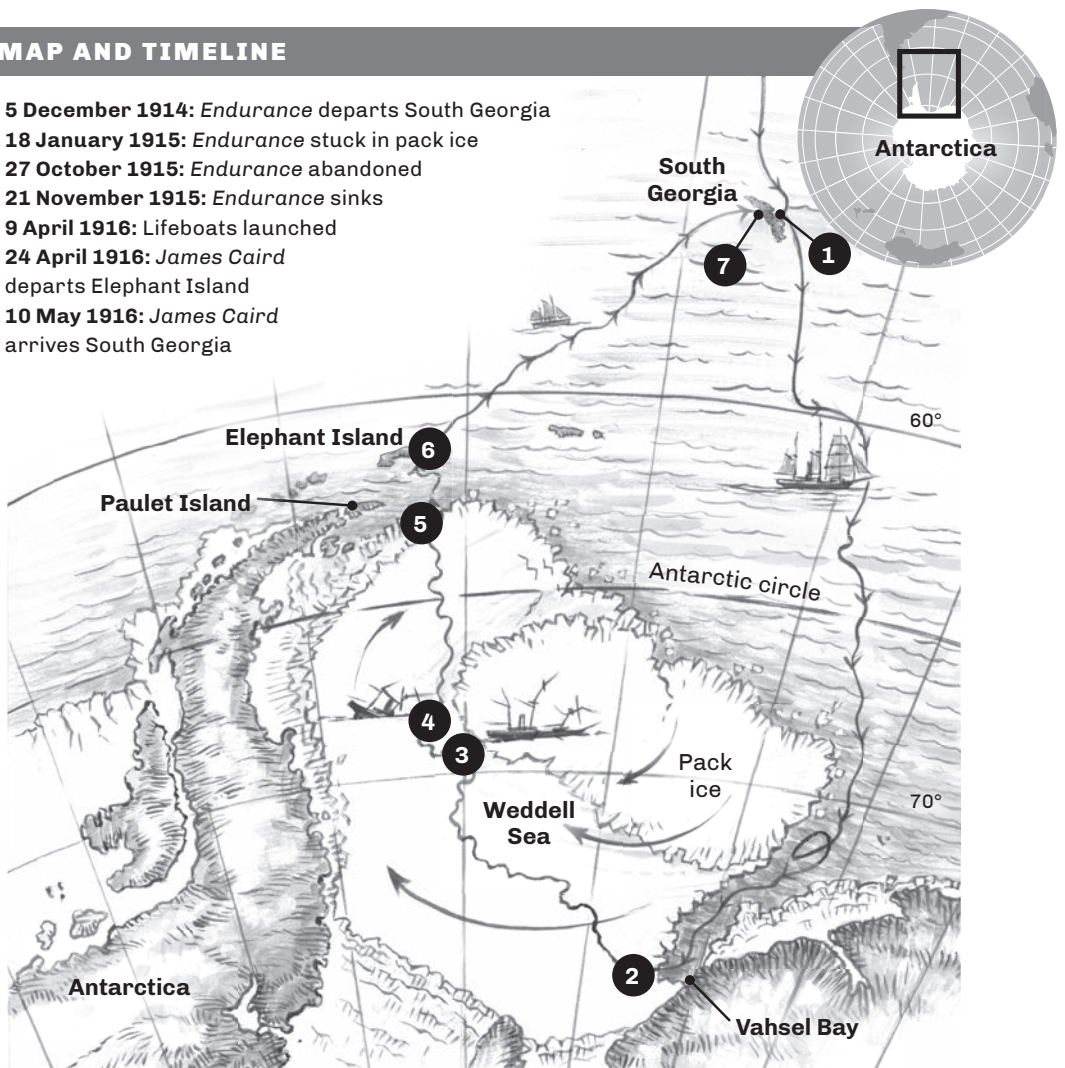 MAP AND TIMELINE
5 December 1914: Endurance departs South Georgia
18 January 1915: Endurance stuck in pack ice
27 October 1915: Endurance abandoned
21 November 1915: Endurance sinks
9 April 1916: Lifeboats launched
24 April 1916: James Caird
departs Elephant Island
10 May 1916: James Caird
arrives South Georgia
Antarctica
South
Georgia
7
1
60°
Elephant Island
6
Paulet Island
5
Antarctic circle
4
3
Pack
ice
70°
Weddell
Sea
2
Antarctica
Vahsel Bay